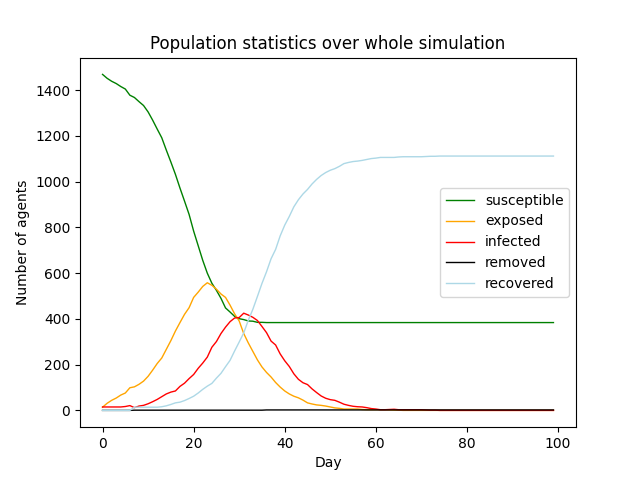 Population statistics over whole simulation
1400
1200
1000
800
600
400
200
0
Number of agents
susceptible
exposed
infected
removed
recovered
0 20 40 60 80 100
Day